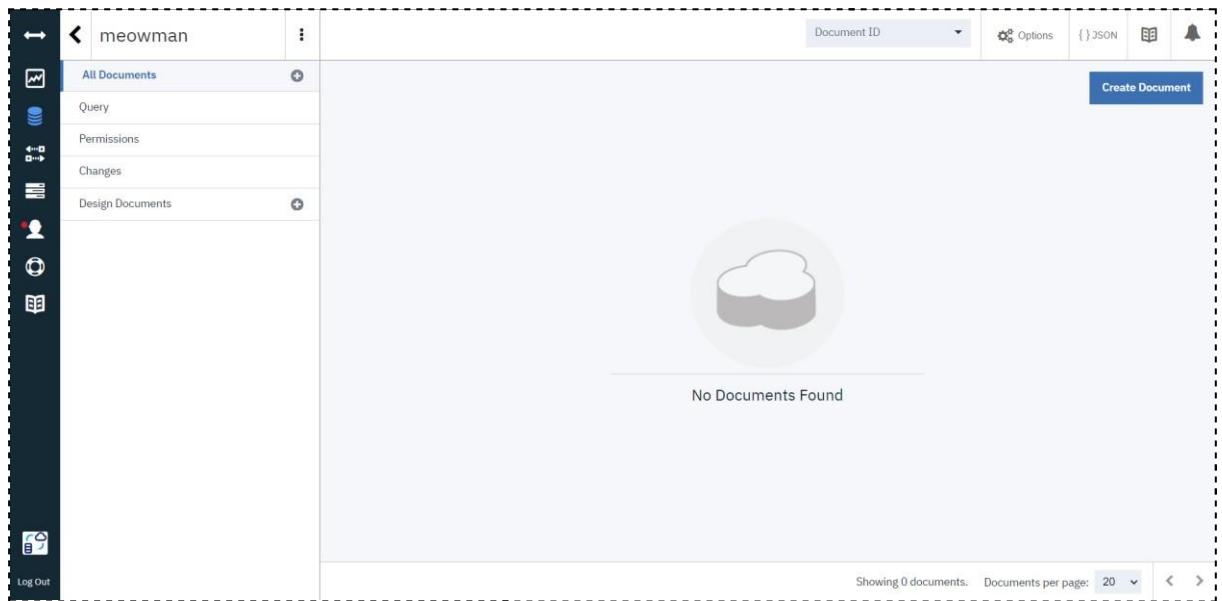 meowman
Document ID
Options
{ } JSON
All Documents
Query
Permissions
Changes
Design Documents
Create Document
No Documents Found
Log Out
Showing 0 documents. Documents per page: 20